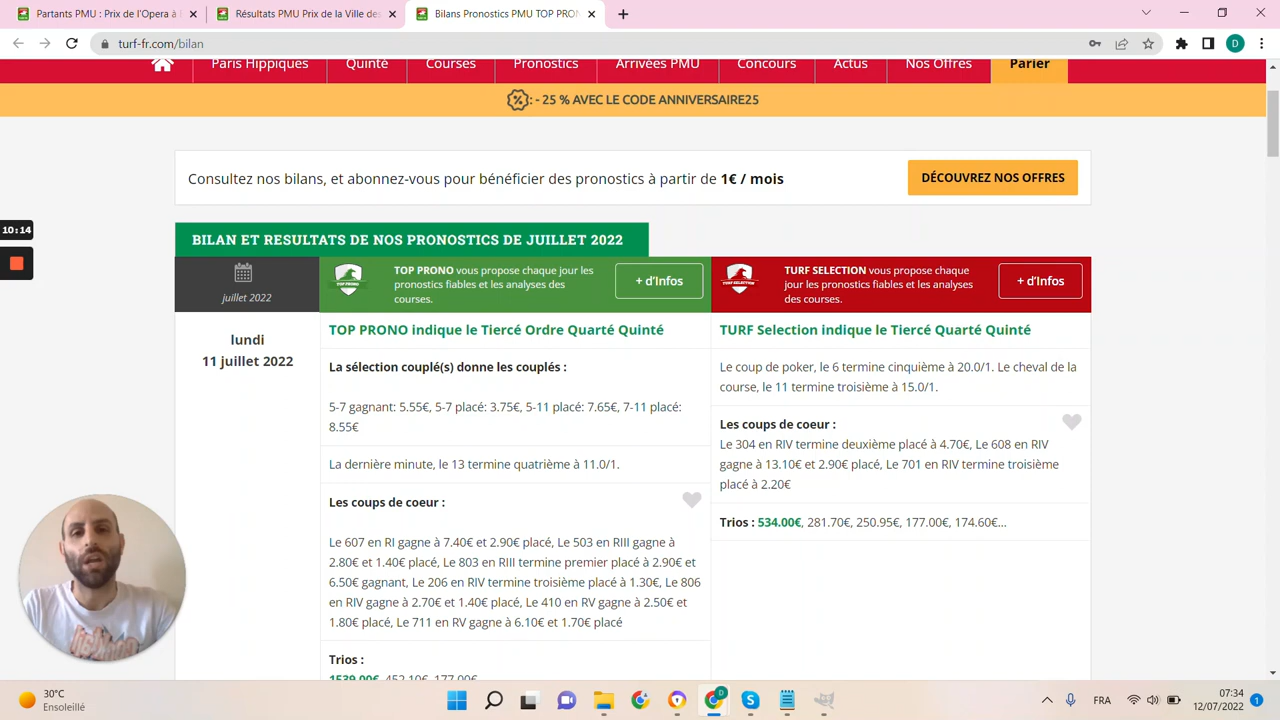 Partants PMU : Prix de l'Opera à
Résultats PMU Prix de la Ville des
Bilans Pronostics PMU TOP PRON
turf-fr.com/bilan
D
Paris Hippiques
Quinté
Courses
Pronostics
Arrivées PMU
Concours
Actus
Nos Offres
Parier
: - 25 % AVEC LE CODE ANNIVERSAIRE25
Consultez nos bilans, et abonnez-vous pour bénéficier des pronostics à partir de 1€ / mois
DÉCOUVREZ NOS OFFRES
10:14
BILAN ET RESULTATS DE NOS PRONOSTICS DE JUILLET 2022
juillet 2022
TOP PRONO
TOP PRONO vous propose chaque jour les
pronostics fiables et les analyses des
courses.
+ d'Infos
TURF SELECTION
TURF SELECTION vous propose chaque
jour les pronostics fiables et les analyses
des courses.
+ d'Infos
lundi
11 juillet 2022
TOP PRONO indique le Tiercé Ordre Quarté Quinté
La sélection couplé(s) donne les couplés :
5-7 gagnant: 5.55€, 5-7 placé: 3.75€, 5-11 placé: 7.65€, 7-11 placé:
8.55€
La dernière minute, le 13 termine quatrième à 11.0/1.
Les coups de coeur :
Le 607 en RI gagne à 7.40€ et 2.90€ placé, Le 503 en RIII gagne à
2.80€ et 1.40€ placé, Le 803 en RIII termine premier placé à 2.90€ et
6.50€ gagnant, Le 206 en RIV termine troisième placé à 1.30€, Le 806
en RIV gagne à 2.70€ et 1.40€ placé, Le 410 en RV gagne à 2.50€ et
1.80€ placé, Le 711 en RV gagne à 6.10€ et 1.70€ placé
Trios :
1539.00€, 452.10€, 177.00€
TURF Selection indique le Tiercé Quarté Quinté
Le coup de poker, le 6 termine cinquième à 20.0/1. Le cheval de la
course, le 11 termine troisième à 15.0/1.
Les coups de coeur :
Le 304 en RIV termine deuxième placé à 4.70€, Le 608 en RIV
gagne à 13.10€ et 2.90€ placé, Le 701 en RIV termine troisième
placé à 2.20€
Trios : 534.00€, 281.70€, 250.95€, 177.00€, 174.60€...
30°C
Ensoleillé
D
FRA
07:34
12/07/2022
1